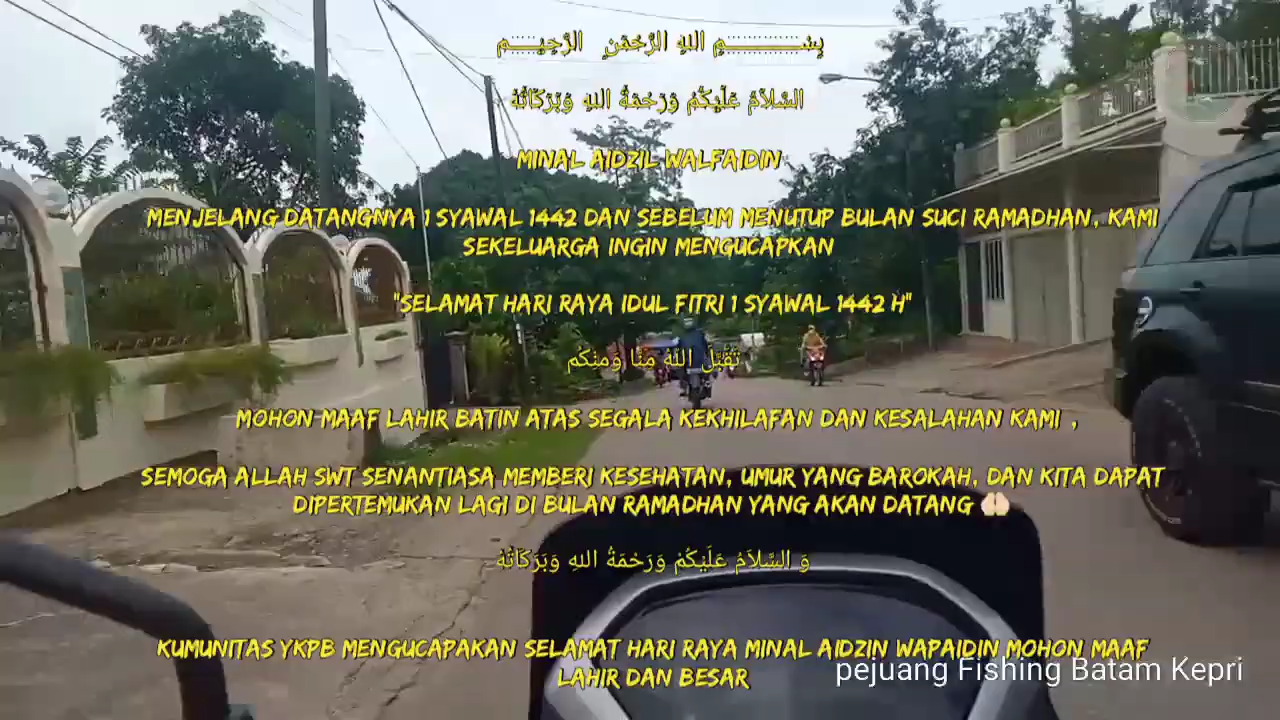 بِسْـــــــــمِ اللهِ الرَّحْمٰنِ الرَّحِيْـــمِ
السَّلاَمُ عَلَيْكُمْ وَرَحْمَةُ اللهِ وَبَرَكَاتُهُ
MINAL AIDZIL WALFAIDIN
MENJELANG DATANGNYA 1 SYAWAL 1442 DAN SEBELUM MENUTUP BULAN SUCI RAMADHAN, KAMI
SEKELUARGA INGIN MENGUCAPKAN
"SELAMAT HARI RAYA IDUL FITRI 1 SYAWAL 1442 H"
تَقَبَّلَ اللهُ مِنَّا وَمِنْكُم
MOHON MAAF LAHIR BATIN ATAS SEGALA KEKHILAFAN DAN KESALAHAN KAMI ,
SEMOGA ALLAH SWT SENANTIASA MEMBERI KESEHATAN, UMUR YANG BAROKAH, DAN KITA DAPAT
DIPERTEMUKAN LAGI DI BULAN RAMADHAN YANG AKAN DATANG 🤲🏻
وَ السَّلاَمُ عَلَيْكُمْ وَرَحْمَةُ اللهِ وَبَرَكَاتُهُ
KUMUNITAS YKPB MENGUCAPAKAN SELAMAT HARI RAYA MINAL AIDZIN WAPAIDIN MOHON MAAF
LAHIR DAN BESAR
pejuang Fishing Batam Kepri